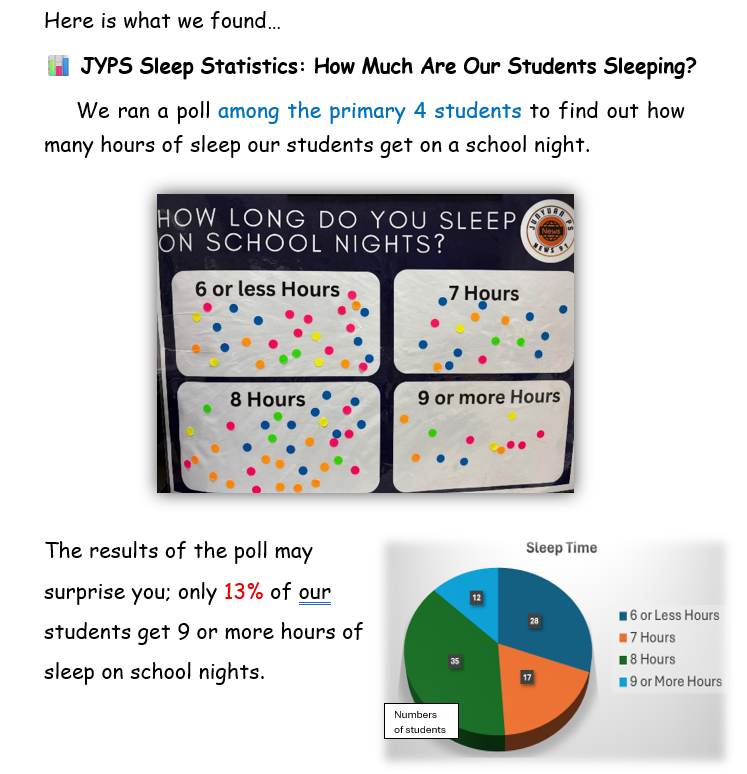 Here is what we found…
JYPS Sleep Statistics: How Much Are Our Students Sleeping?
We ran a poll among the primary 4 students to find out how
many hours of sleep our students get on a school night.
HOW LONG DO YOU SLEEP
ON SCHOOL NIGHTS?
JUNYUAN PS
News
NEWS BY
6 or less Hours
7 Hours
8 Hours
9 or more Hours
The results of the poll may
surprise you; only 13% of our
students get 9 or more hours of
sleep on school nights.
Sleep Time
12
28
35
17
6 or Less Hours
7 Hours
8 Hours
9 or More Hours
Numbers
of students